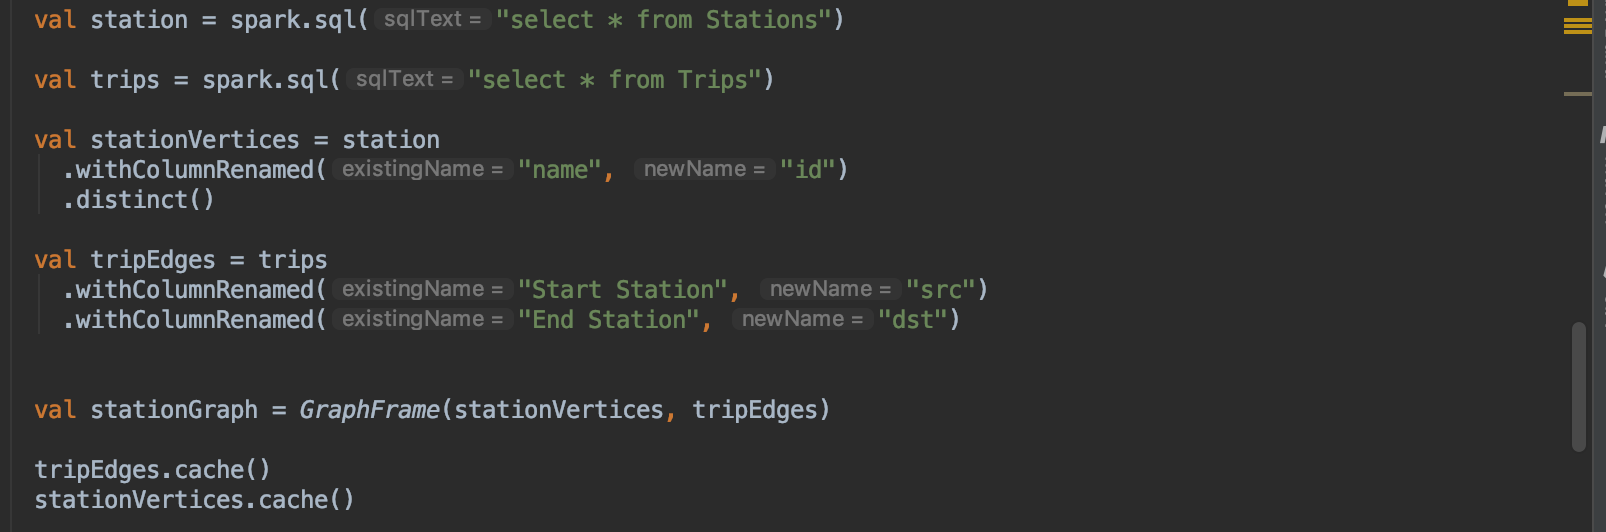 val station = spark.sql( sqlText = "select * from Stations")
val trips = spark.sql( sqlText = "select * from Trips")
val stationVertices = station
.withColumnRenamed( existingName = "name", newName = "id")
.distinct()
val tripEdges = trips
.withColumnRenamed( existingName = "Start Station", newName = "src")
.withColumnRenamed( existingName = "End Station", newName = "dst")
val stationGraph = GraphFrame(stationVertices, tripEdges)
tripEdges.cache()
stationVertices.cache()